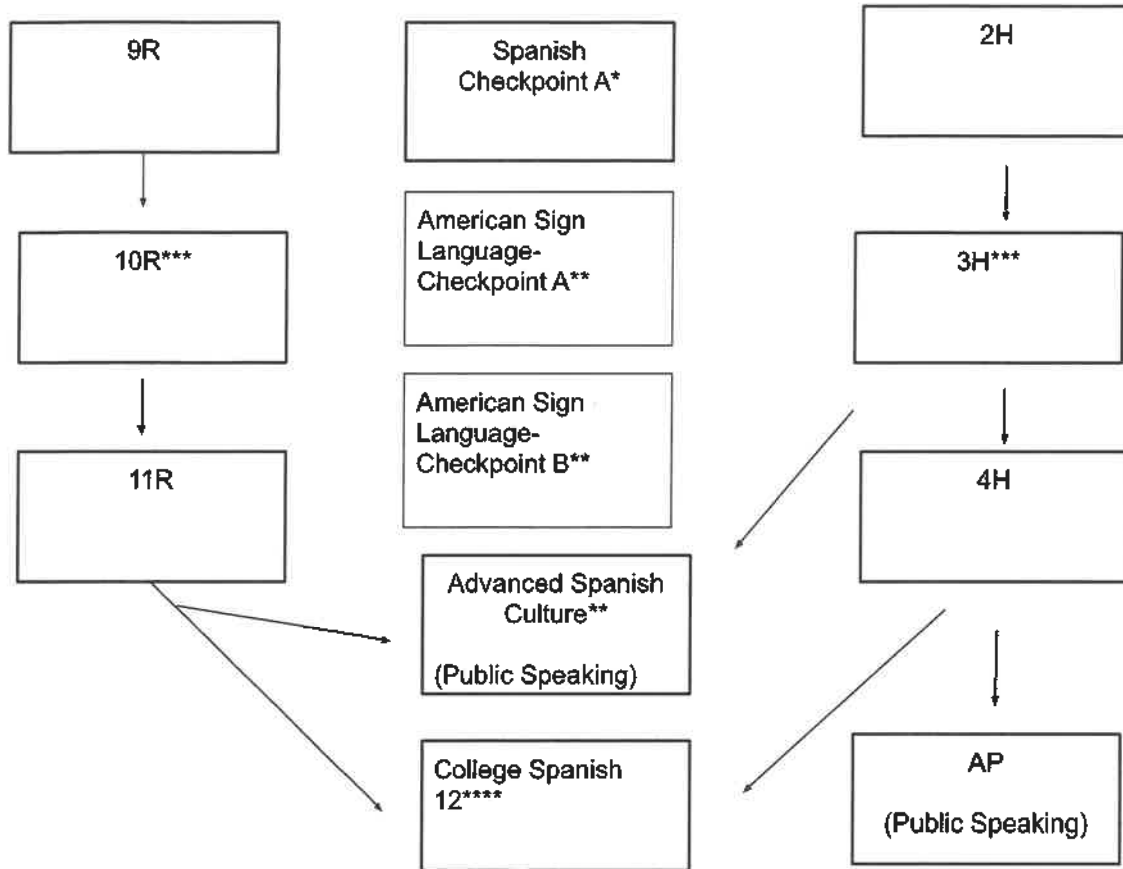 9R
Spanish
Checkpoint A*
2H
10R***
American Sign
Language-
Checkpoint A**
3H***
11R
American Sign
Language-
Checkpoint B**
4H
Advanced Spanish
Culture**
(Public Speaking)
College Spanish
12****
AP
(Public Speaking)